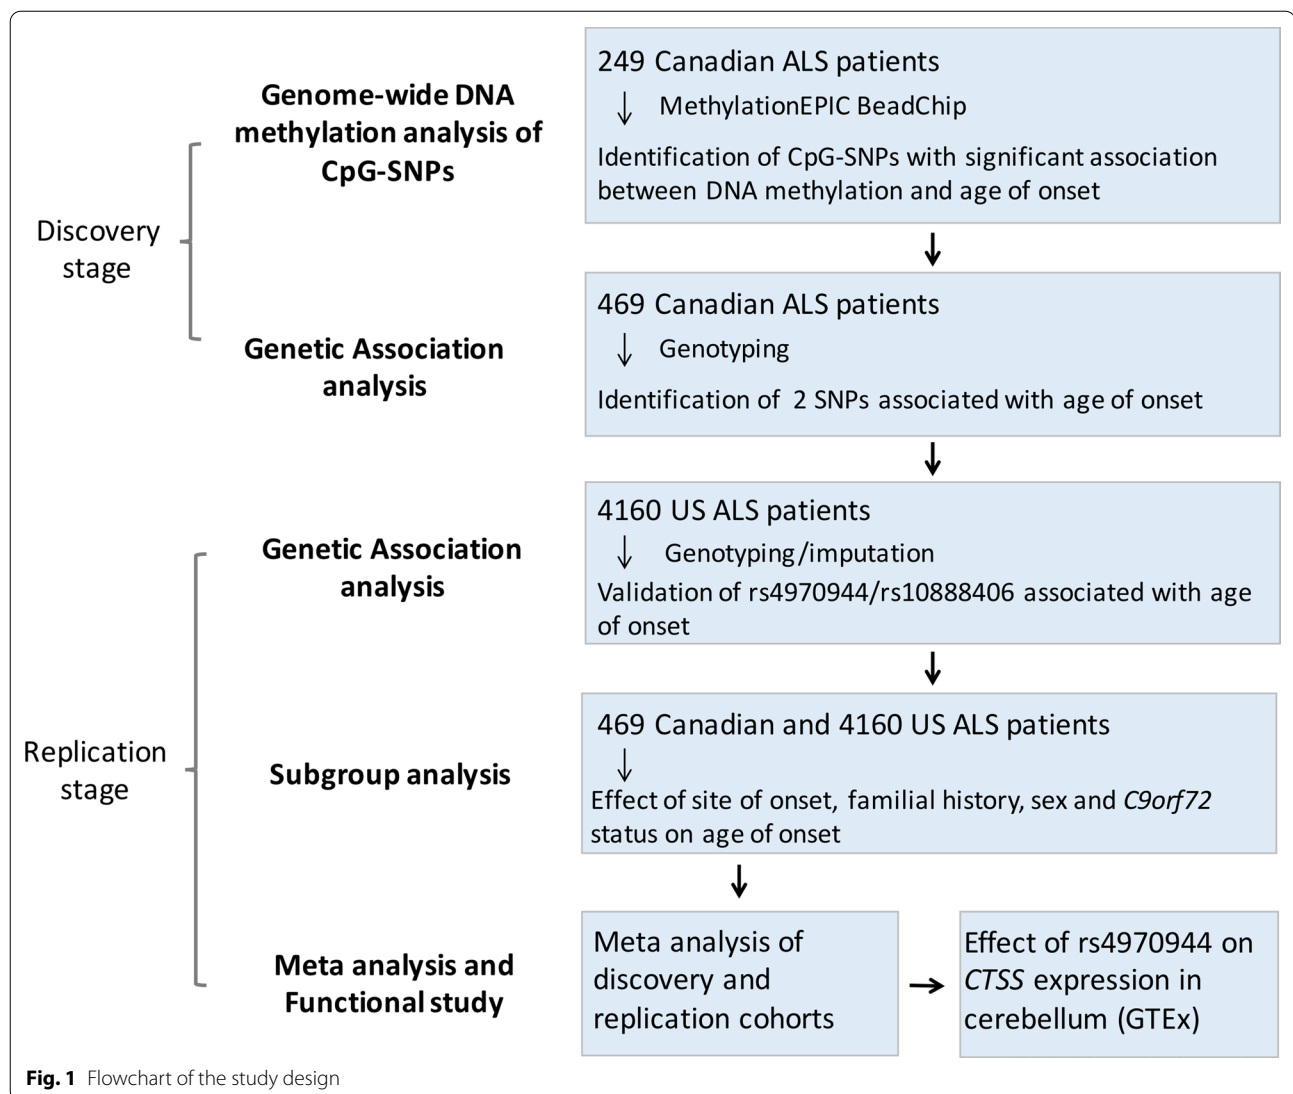 Discovery
stage
Genome-wide DNA
methylation analysis of
CpG-SNPs
249 Canadian ALS patients
MethylationEPIC BeadChip
Identification of CpG-SNPs with significant association
between DNA methylation and age of onset
Genetic Association
analysis
469 Canadian ALS patients
Genotyping
Identification of 2 SNPs associated with age of onset
Replication
stage
Genetic Association
analysis
4160 US ALS patients
Genotyping/imputation
Validation of rs4970944/rs10888406 associated with age
of onset
Subgroup analysis
469 Canadian and 4160 US ALS patients
Effect of site of onset, familial history, sex and C9orf72
status on age of onset
Meta analysis and
Functional study
Meta analysis of
discovery and
replication cohorts
Effect of rs4970944 on
CTSS expression in
cerebellum (GTEx)
Fig. 1 Flowchart of the study design